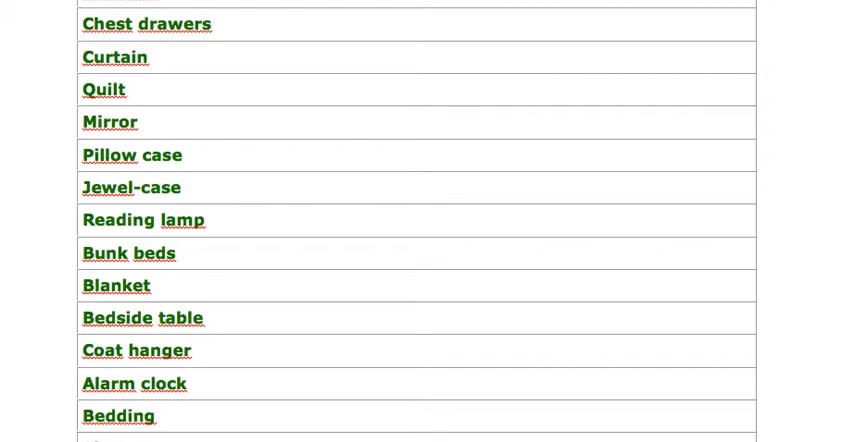 Chest drawers
Curtain
Quilt
Mirror
Pillow case
Jewel-case
Reading lamp
Bunk beds
Blanket
Bedside table
Coat hanger
Alarm clock
Bedding